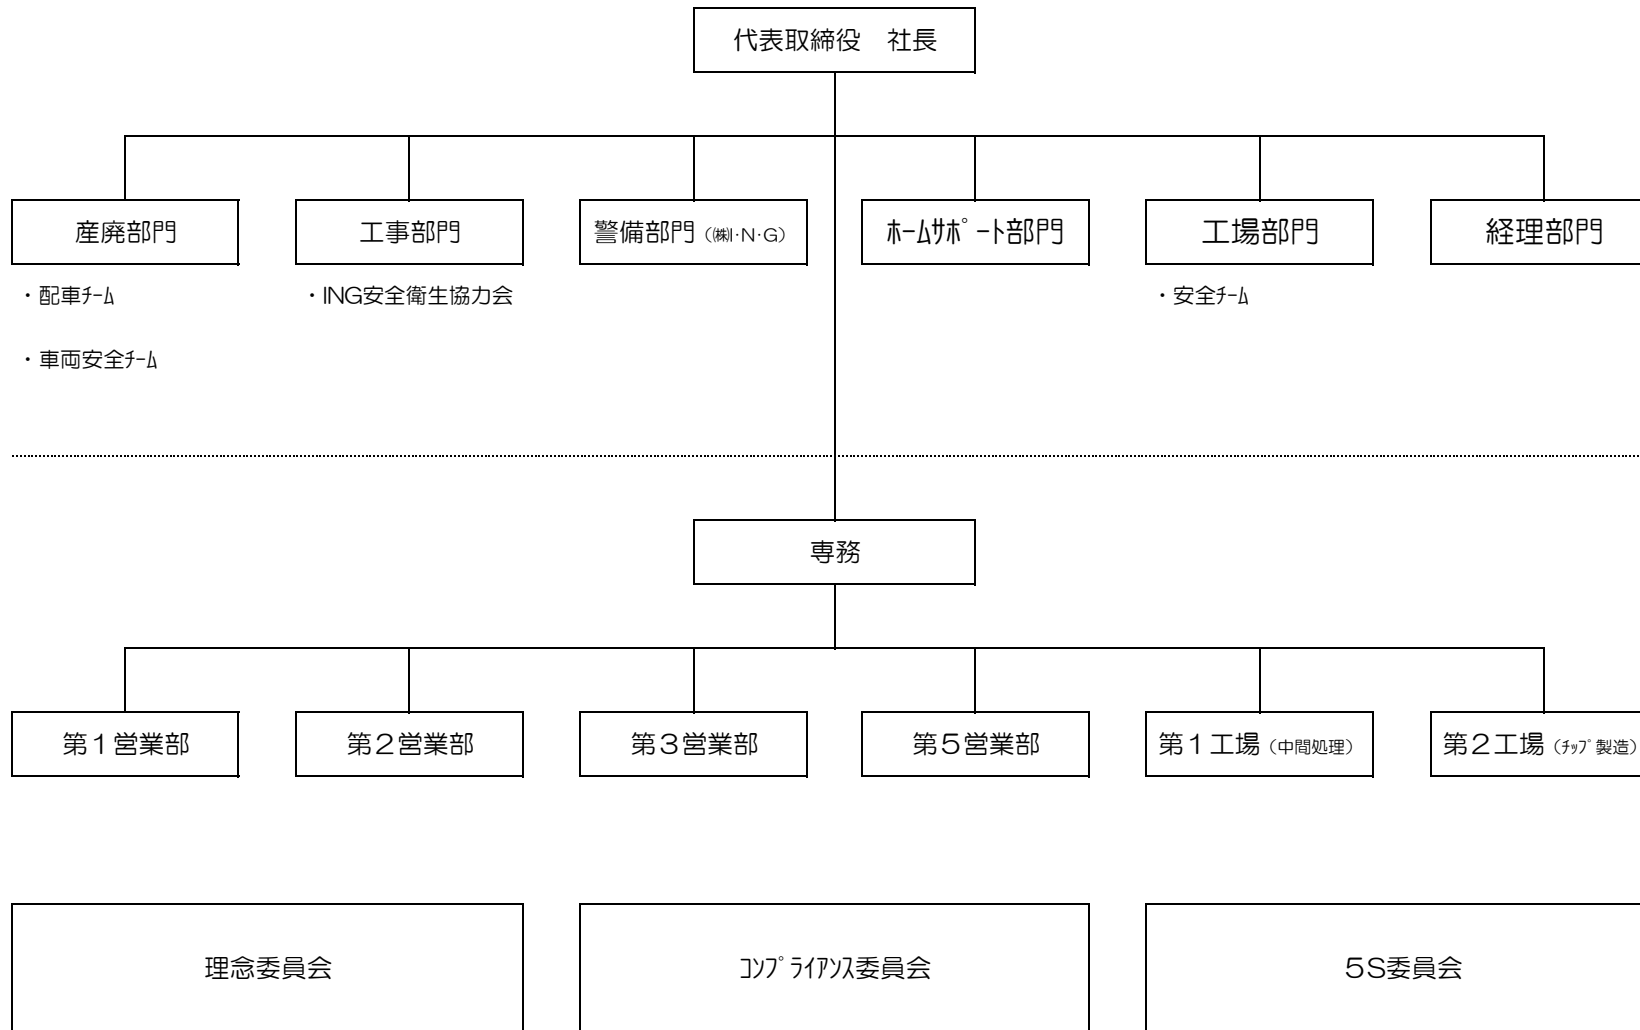 代表取締役　社長
産廃部門
工事部門
警備部門（㈱I・N・G）
ﾎｰﾑｻﾎﾟｰﾄ部門
工場部門
経理部門
・配車ﾁｰﾑ
・ING安全衛生協力会
・安全ﾁｰﾑ
・車両安全ﾁｰﾑ
専務
第１営業部
第２営業部
第３営業部
第５営業部
第１工場（中間処理）
第２工場（ﾁｯﾌﾟ製造）
理念委員会
ｺﾝﾌﾟﾗｲｱﾝｽ委員会
５S委員会